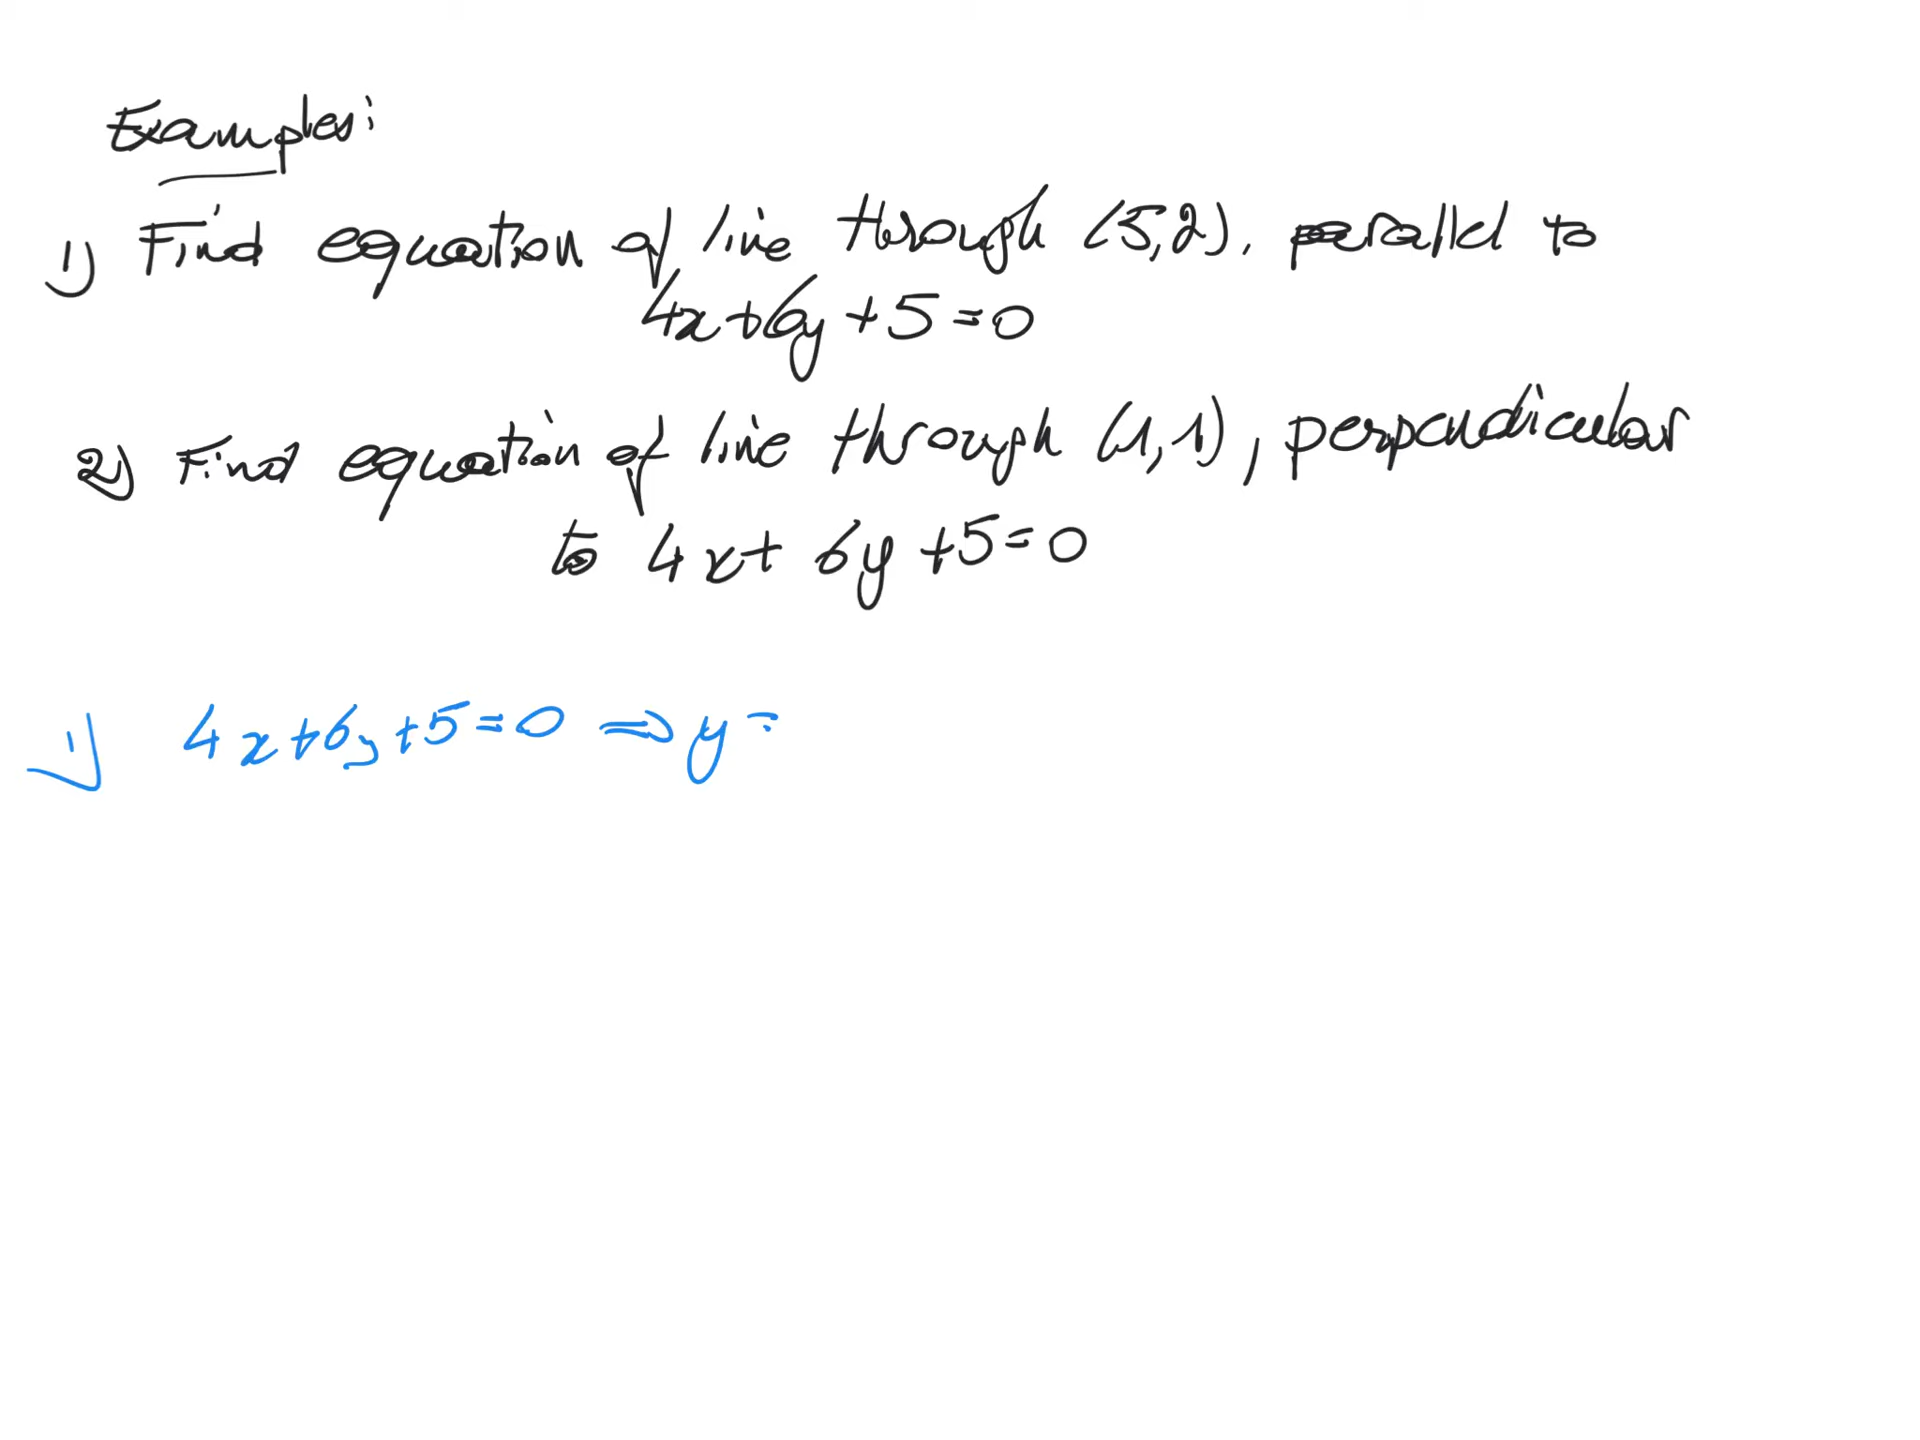 Examples:
1) Find equation of line through (5,2), parallel to
4x+6y+5=0
2) Find equation of line through (1,1), perpendicular
to 4x+6y+5=0
1) 4x+6y+5=0 ⇒ y=